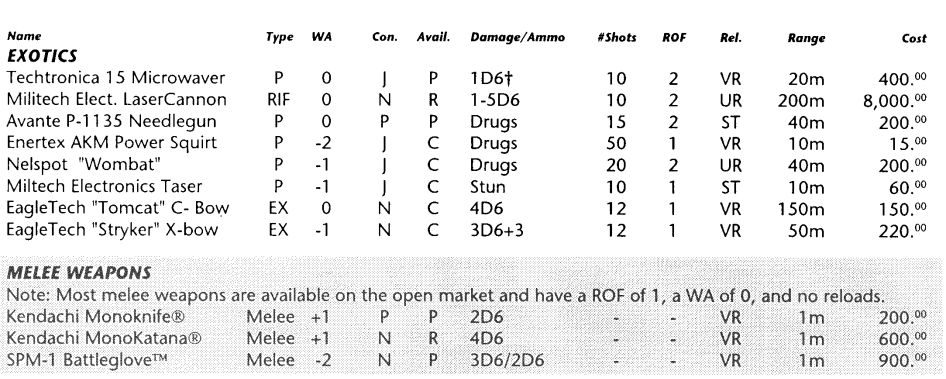 Name Type WA Con. Avail. Damage/Ammo #Shots ROF Rel. Range Cost
EXOTICS
Techtronica 15 Microwaver P 0 J P 1D6† 10 2 VR 20m 400.00
Militech Elect. LaserCannon RIF 0 N R 1-5D6 10 2 UR 200m 8,000.00
Avante P-1135 Needlegun P 0 P P Drugs 15 2 ST 40m 200.00
Enertex AKM Power Squirt P -2 J C Drugs 50 1 VR 10m 15.00
Nelspot "Wombat" P -1 J C Drugs 20 2 UR 40m 200.00
Miltech Electronics Taser P -1 J C Stun 10 1 ST 10m 60.00
EagleTech "Tomcat" C- Bow EX 0 N C 4D6 12 1 VR 150m 150.00
EagleTech "Stryker" X-bow EX -1 N C 3D6+3 12 1 VR 50m 220.00
MELEE WEAPONS
Note: Most melee weapons are available on the open market and have a ROF of 1, a WA of 0, and no reloads.
Kendachi Monoknife® Melee +1 P P 2D6 - - VR 1m 200.00
Kendachi MonoKatana® Melee +1 N R 4D6 - - VR 1m 600.00
SPM-1 Battleglove™ Melee -2 N P 3D6/2D6 - - VR 1m 900.00